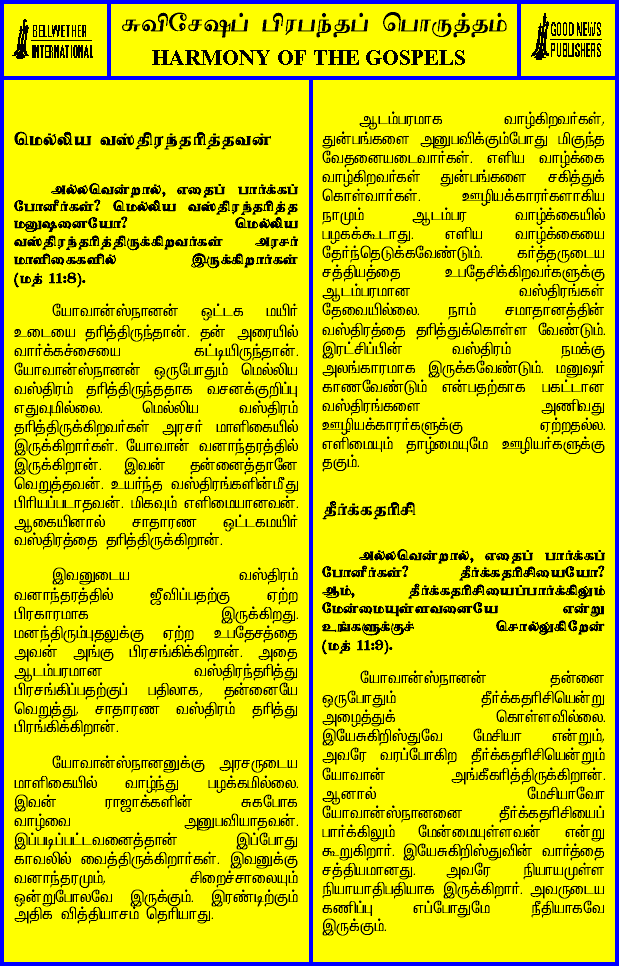 BELLWETHER
INTERNATIONAL
சுவிசேஷப் பிரபந்தப் பொருத்தம்
HARMONY OF THE GOSPELS
GOOD NEWS
PUBLISHERS
மெல்லிய வஸ்திரந்தரித்தவன்
அல்லவென்றால், எதைப் பார்க்கப்
போனீர்கள்? மெல்லிய வஸ்திரந்தரித்த
மனுஷனையோ? மெல்லிய
வஸ்திரந்தரித்திருக்கிறவர்கள் அரசர்
மாளிகைகளில் இருக்கிறார்கள்
(மத் 11:8).
யோவான்ஸ்நானன் ஒட்டக மயிர்
உடையை தரித்திருந்தான். தன் அரையில்
வார்க்கச்சையை கட்டியிருந்தான்.
யோவான்ஸ்நானன் ஒருபோதும் மெல்லிய
வஸ்திரம் தரித்திருந்ததாக வசனக்குறிப்பு
எதுவுமில்லை. மெல்லிய வஸ்திரம்
தரித்திருக்கிறவர்கள் அரசர் மாளிகையில்
இருக்கிறார்கள். யோவான் வனாந்தரத்தில்
இருக்கிறான். இவன் தன்னைத்தானே
வெறுத்தவன். உயர்ந்த வஸ்திரங்களின்மீது
பிரியப்படாதவன். மிகவும் எளிமையானவன்.
ஆகையினால் சாதாரண ஒட்டகமயிர்
வஸ்திரத்தை தரித்திருக்கிறான்.
இவனுடைய வஸ்திரம்
வனாந்தரத்தில் ஜீவிப்பதற்கு ஏற்ற
பிரகாரமாக இருக்கிறது.
மனந்திரும்புதலுக்கு ஏற்ற உபதேசத்தை
அவன் அங்கு பிரசங்கிக்கிறான். அதை
ஆடம்பரமான வஸ்திரந்தரித்து
பிரசங்கிப்பதற்குப் பதிலாக, தன்னையே
வெறுத்து, சாதாரண வஸ்திரம் தரித்து
பிரங்கிக்கிறான்.
யோவான்ஸ்நானனுக்கு அரசருடைய
மாளிகையில் வாழ்ந்து பழக்கமில்லை.
இவன் ராஜாக்களின் சுகபோக
வாழ்வை அனுபவியாதவன்.
இப்படிப்பட்டவனைத்தான் இப்போது
காவலில் வைத்திருக்கிறார்கள். இவனுக்கு
வனாந்தரமும், சிறைச்சாலையும்
ஒன்றுபோலவே இருக்கும். இரண்டிற்கும்
அதிக வித்தியாசம் தெரியாது.
ஆடம்பரமாக வாழ்கிறவர்கள்,
துன்பங்களை அனுபவிக்கும்போது மிகுந்த
வேதனையடைவார்கள். எளிய வாழ்க்கை
வாழ்கிறவர்கள் துன்பங்களை சகித்துக்
கொள்வார்கள். ஊழியக்காரர்களாகிய
நாமும் ஆடம்பர வாழ்க்கையில்
பழகக்கூடாது. எளிய வாழ்க்கையை
தேர்ந்தெடுக்கவேண்டும். கர்த்தருடைய
சத்தியத்தை உபதேசிக்கிறவர்களுக்கு
ஆடம்பரமான வஸ்திரங்கள்
தேவையில்லை. நாம் சமாதானத்தின்
வஸ்திரத்தை தரித்துக்கொள்ள வேண்டும்.
இரட்சிப்பின் வஸ்திரம் நமக்கு
அலங்காரமாக இருக்கவேண்டும். மனுஷர்
காணவேண்டும் என்பதற்காக பகட்டான
வஸ்திரங்களை அணிவது
ஊழியக்காரர்களுக்கு ஏற்றதல்ல.
எளிமையும் தாழ்மையுமே ஊழியர்களுக்கு
தகும்.
தீர்க்கதரிசி
அல்லவென்றால், எதைப் பார்க்கப்
போனீர்கள்? தீர்க்கதரிசியையோ?
ஆம், தீர்க்கதரிசியைப்பார்க்கிலும்
மேன்மையுள்ளவனையே என்று
உங்களுக்குச் சொல்லுகிறேன்
(மத் 11:9).
யோவான்ஸ்நானன் தன்னை
ஒருபோதும் தீர்க்கதரிசியென்று
அழைத்துக் கொள்ளவில்லை.
இயேசுகிறிஸ்துவே மேசியா என்றும்,
அவரே வரப்போகிற தீர்க்கதரிசியென்றும்
யோவான் அங்கீகரித்திருக்கிறான்.
ஆனால் மேசியாவோ
யோவான்ஸ்நானனை தீர்க்கதரிசியைப்
பார்க்கிலும் மேன்மையுள்ளவன் என்று
கூறுகிறார். இயேசுகிறிஸ்துவின் வார்த்தை
சத்தியமானது. அவரே நியாயமுள்ள
நியாயாதிபதியாக இருக்கிறார். அவருடைய
கணிப்பு எப்போதுமே நீதியாகவே
இருக்கும்.